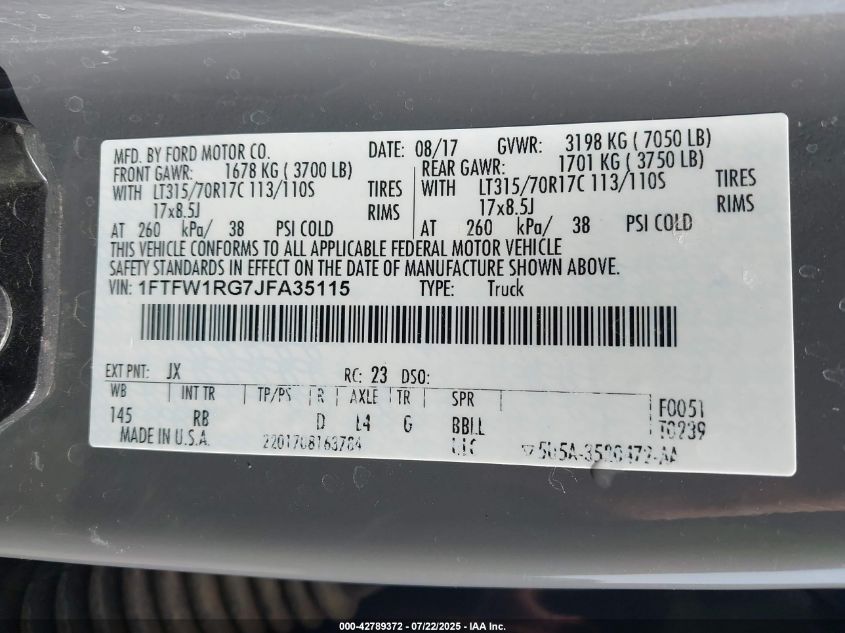 MFD. BY FORD MOTOR CO. DATE: 08/17 GVWR: 3198 KG ( 7050 LB)
FRONT GAWR: 1678 KG ( 3700 LB) REAR GAWR: 1701 KG ( 3750 LB)
WITH LT315/70R17C 113/110S TIRES WITH LT315/70R17C 113/110S TIRES
17x8.5J RIMS 17x8.5J RIMS
AT 260 kPa/ 38 PSI COLD AT 260 kPa/ 38 PSI COLD
THIS VEHICLE CONFORMS TO ALL APPLICABLE FEDERAL MOTOR VEHICLE
SAFETY STANDARDS IN EFFECT ON THE DATE OF MANUFACTURE SHOWN ABOVE.
VIN: 1FTFW1RG7JFA35115 TYPE: Truck
EXT PNT: JX RC: 23 DSO:
WB INT TR TP/PS R AXLE TR SPR F0051
145 RB D L4 G BBLL T0239
MADE IN U.S.A.
000-42789372 / 07/22/2025 - IAA Inc.